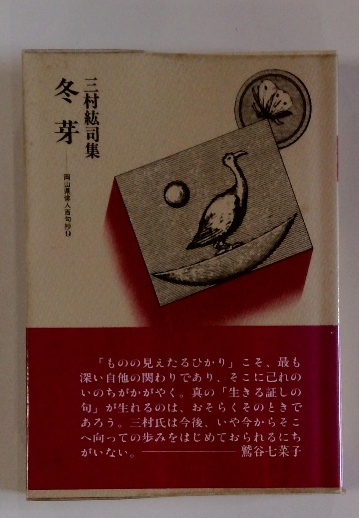 三村紘司集
冬芽
岡山県俳人百句抄
「ものの見えたるひかり」こそ、最も
深い自他の関わりであり、そこに己れの
いのちがかがやく。真の「生きる証しの
句」が生れるのは、おそらくそのときで
あろう。三村氏は今後、いや今からそこ
へ向っての歩みをはじめておられるにち
がいない。――――鷲谷七菜子